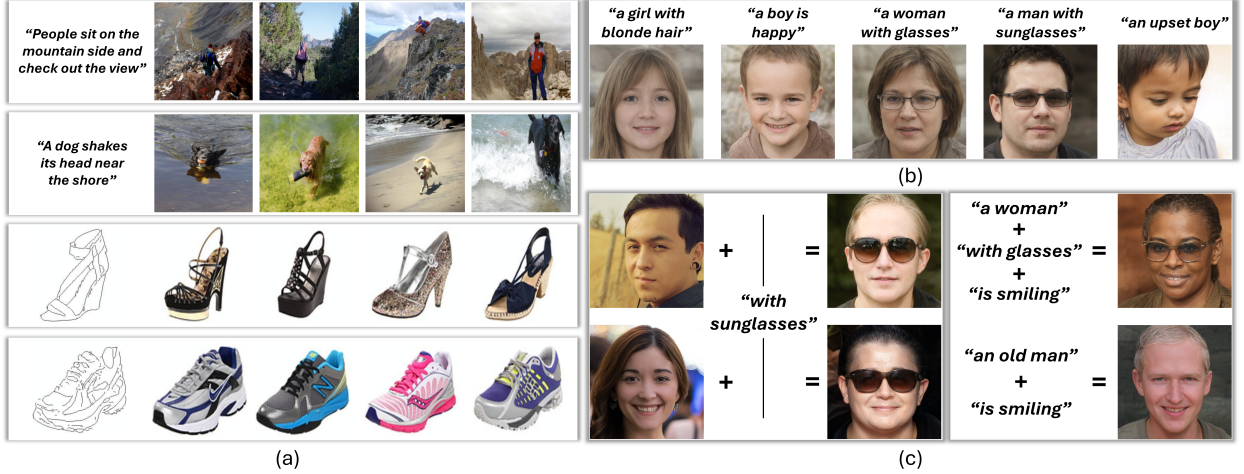 “People sit on the
mountain side and
check out the view”
“A dog shakes
its head near
the shore”
(a)
“a girl with
blonde hair”
“a boy is
happy”
“a woman
with glasses”
“a man with
sunglasses”
“an upset boy”
(b)
+
=
“with
sunglasses”
+
=
“a woman”
+
“with glasses”
=
+
“is smiling”
“an old man”
+
=
“is smiling”
(c)